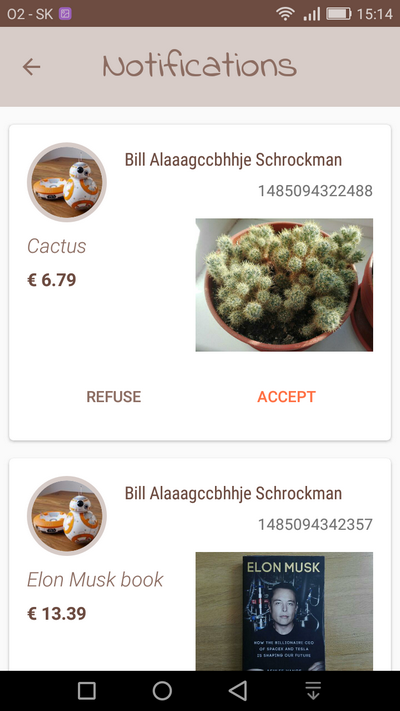 O2 - SK 15:14
Notifications
Bill Alaaagccbhhje Schrockman
1485094322488
Cactus
€ 6.79
REFUSE ACCEPT
Bill Alaaagccbhhje Schrockman
1485094342357
Elon Musk book
€ 13.39
ELON MUSK
HOW THE BILLIONAIRE CEO
OF SPACEX AND TESLA
IS SHAPING OUR FUTURE